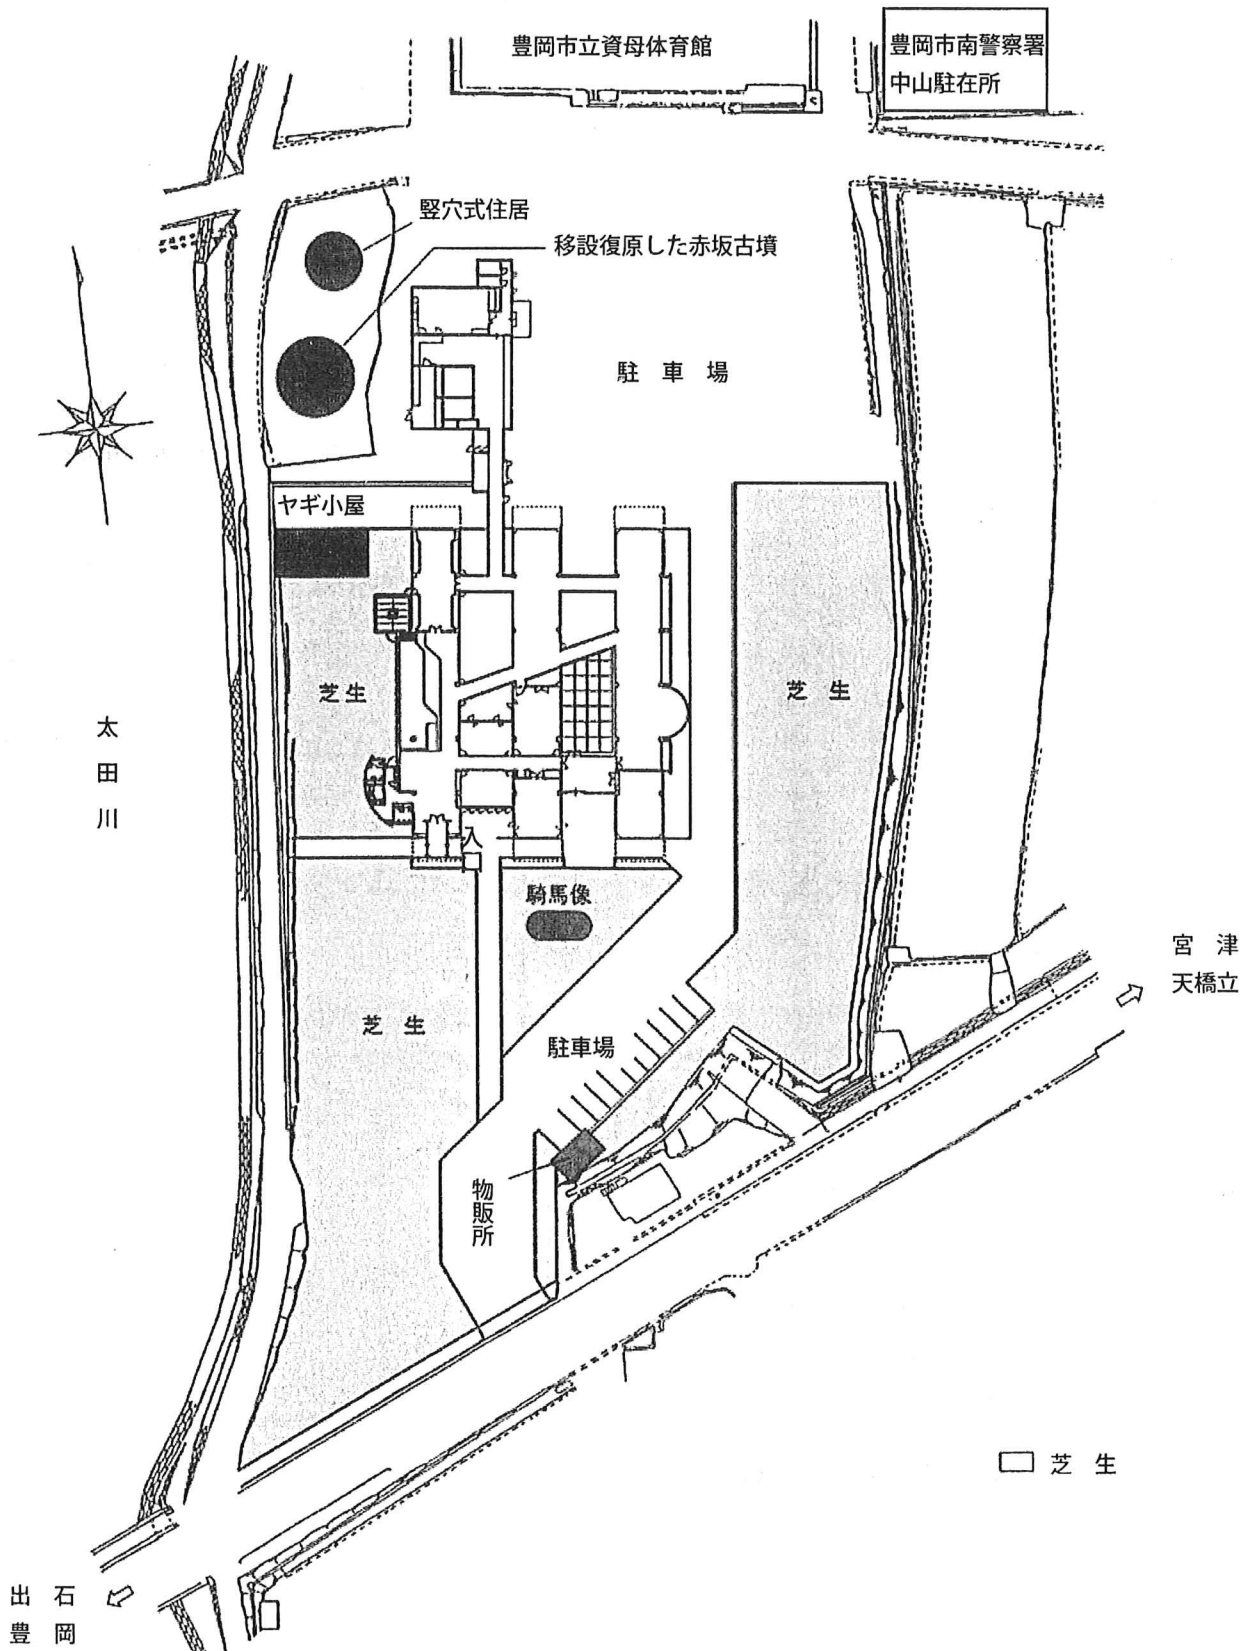 豊岡市立資母体育館
豊岡市南警察署
中山駐在所
竪穴式住居
移設復原した赤坂古墳
駐車場
ヤギ小屋
芝生
芝生
太田川
入口
騎馬像
宮津
天橋立
芝生
駐車場
物販所
芝生
出石
豊岡